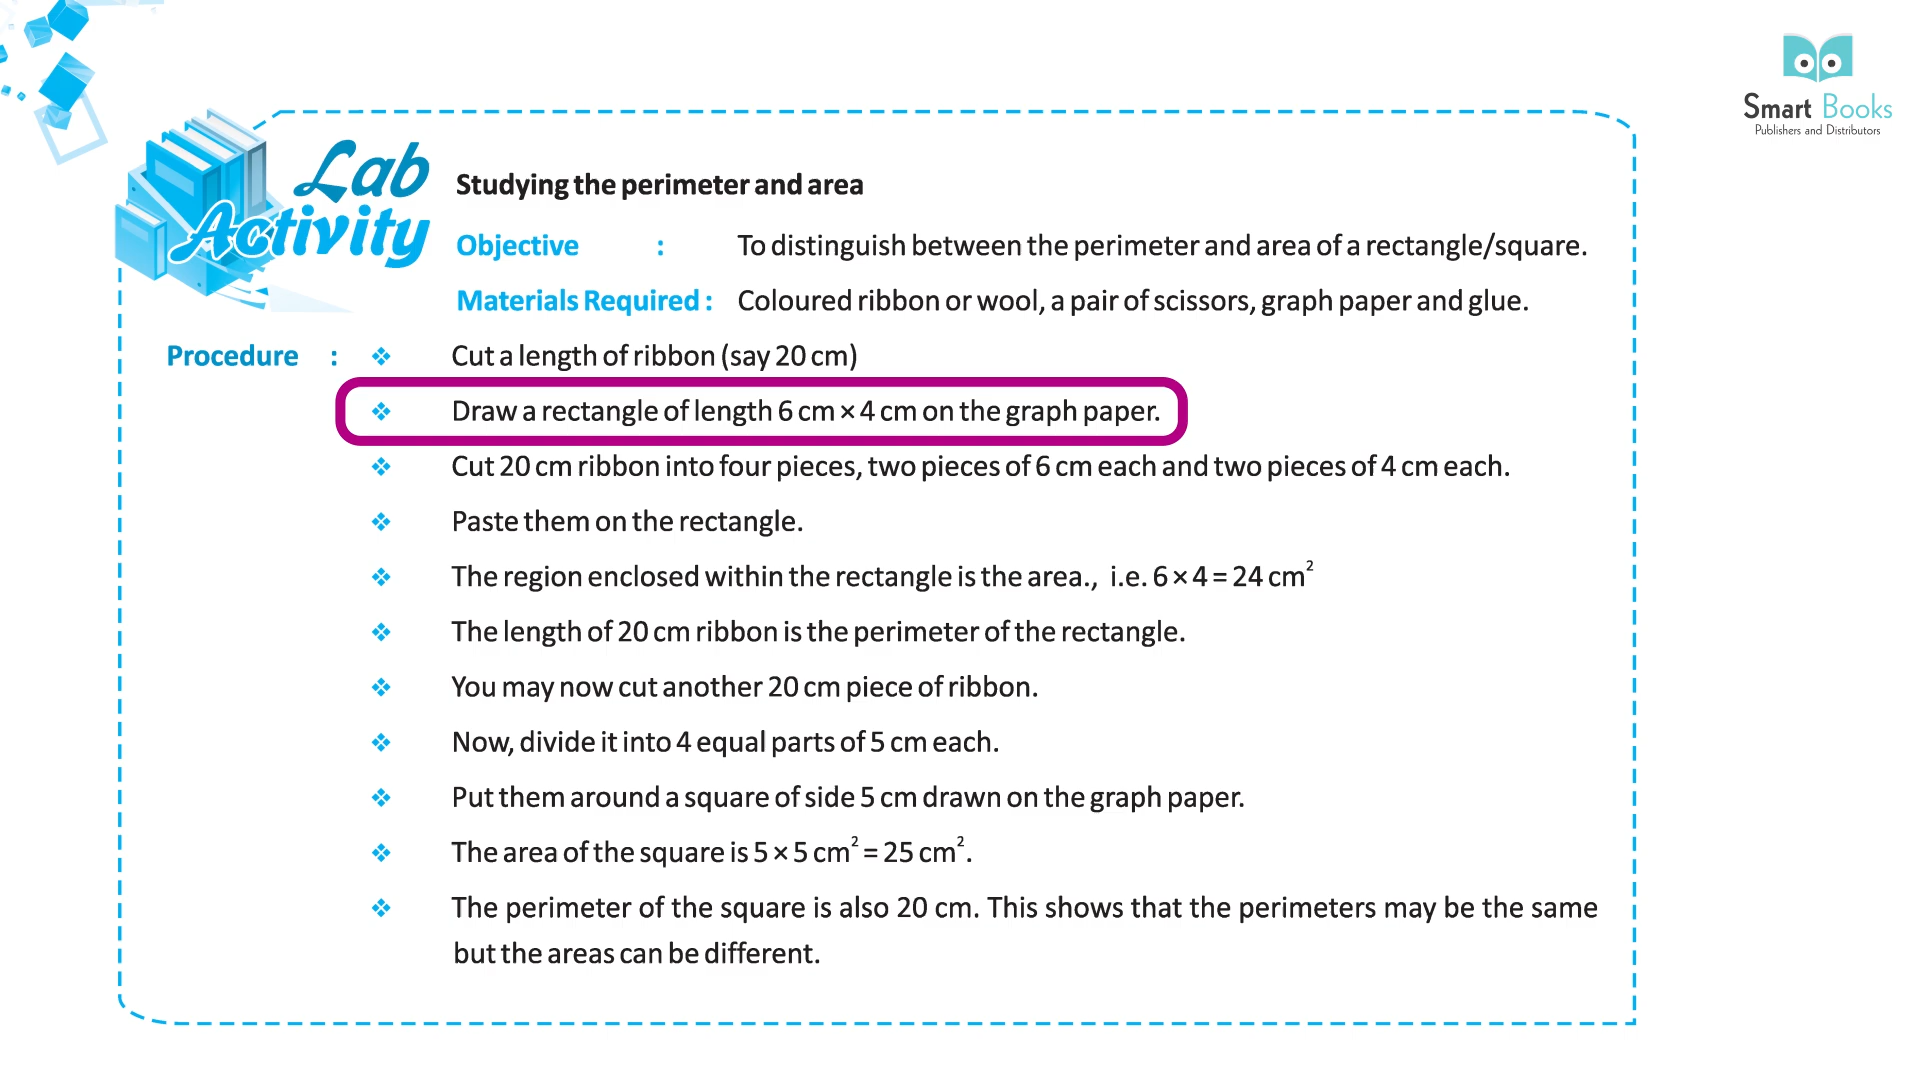 Smart Books
Publishers and Distributors
Lab
Activity
Studying the perimeter and area
Objective : To distinguish between the perimeter and area of a rectangle/square.
Materials Required : Coloured ribbon or wool, a pair of scissors, graph paper and glue.
Procedure : ❖ Cut a length of ribbon (say 20 cm)
❖ Draw a rectangle of length 6 cm × 4 cm on the graph paper.
❖ Cut 20 cm ribbon into four pieces, two pieces of 6 cm each and two pieces of 4 cm each.
❖ Paste them on the rectangle.
❖ The region enclosed within the rectangle is the area., i.e. 6 × 4 = 24 cm²
❖ The length of 20 cm ribbon is the perimeter of the rectangle.
❖ You may now cut another 20 cm piece of ribbon.
❖ Now, divide it into 4 equal parts of 5 cm each.
❖ Put them around a square of side 5 cm drawn on the graph paper.
❖ The area of the square is 5 × 5 cm² = 25 cm².
❖ The perimeter of the square is also 20 cm. This shows that the perimeters may be the same
but the areas can be different.